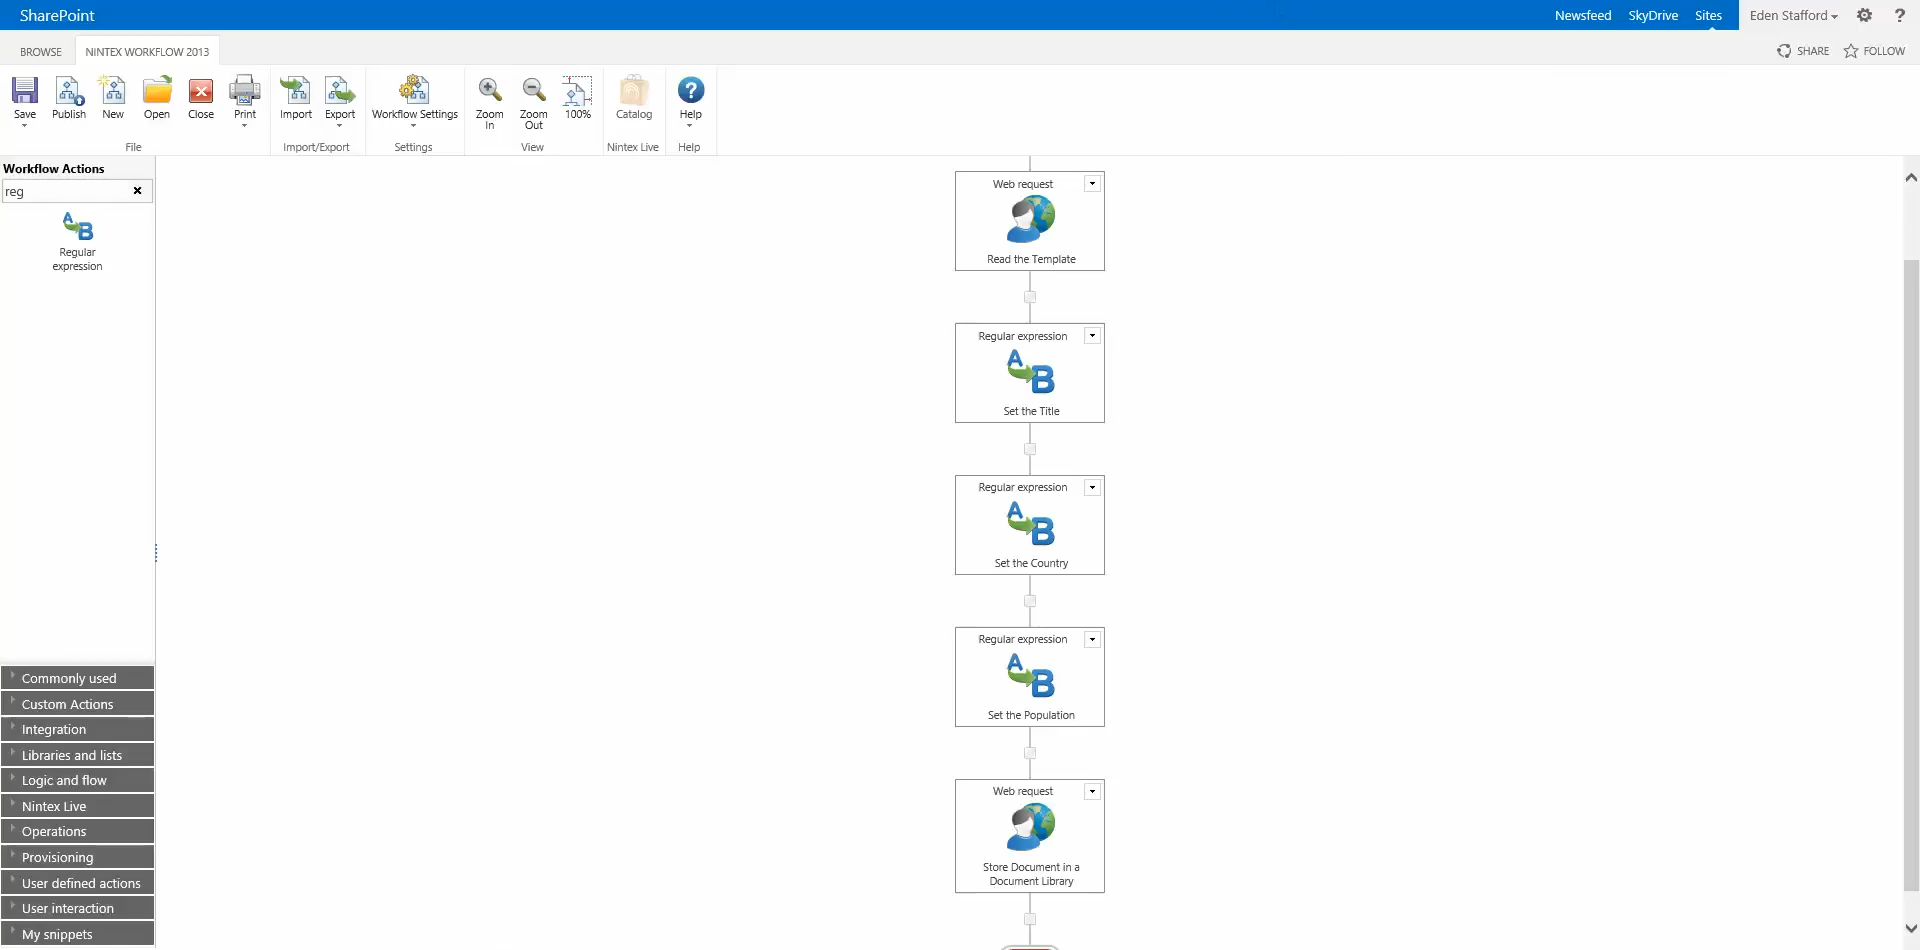 SharePoint
Newsfeed SkyDrive Sites Eden Stafford ?
BROWSE NINTEX WORKFLOW 2013
SHARE FOLLOW
Save Publish New Open Close Print Import Export Workflow Settings Zoom In Zoom Out 100% Catalog Help
File Import/Export Settings View Nintex Live Help
Workflow Actions
reg
Regular
expression
Web request
Read the Template
Regular expression
Set the Title
Regular expression
Set the Country
Regular expression
Set the Population
Web request
Store Document in a
Document Library
Commonly used
Custom Actions
Integration
Libraries and lists
Logic and flow
Nintex Live
Operations
Provisioning
User defined actions
User interaction
My snippets